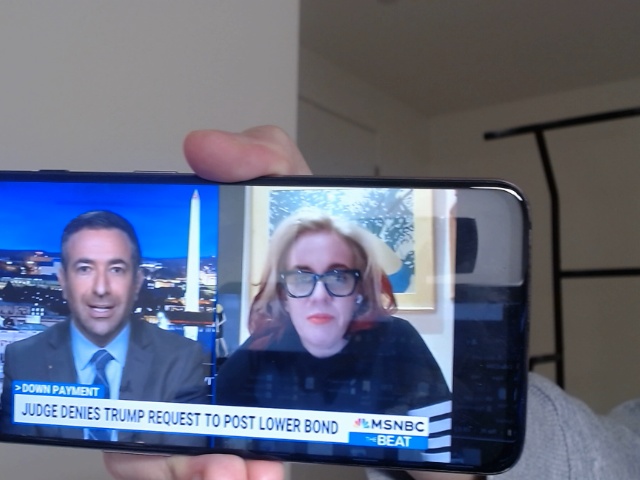 >DOWN PAYMENT
JUDGE DENIES TRUMP REQUEST TO POST LOWER BOND
MSNBC
THE BEAT